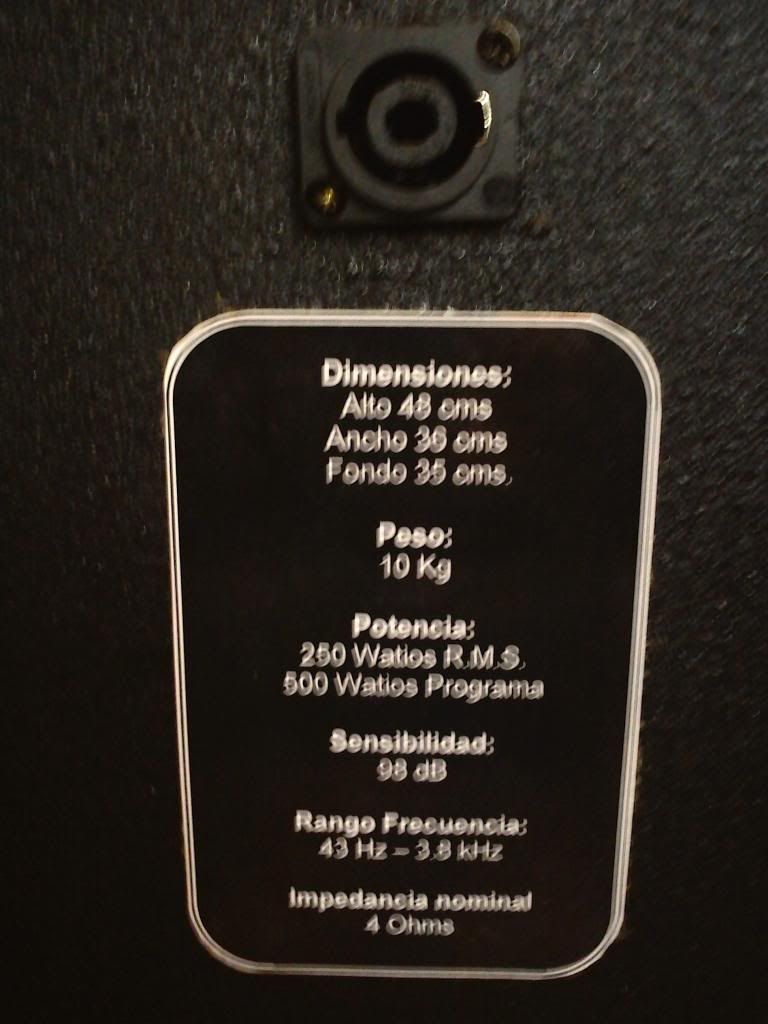 Dimensiones:
Alto 48 cms
Ancho 36 cms
Fondo 35 cms.
Peso:
10 Kg
Potencia:
250 Watios R.M.S.
500 Watios Programa
Sensibilidad:
98 dB
Rango Frecuencia:
43 Hz – 3.8 kHz
Impedancia nominal
4 Ohms